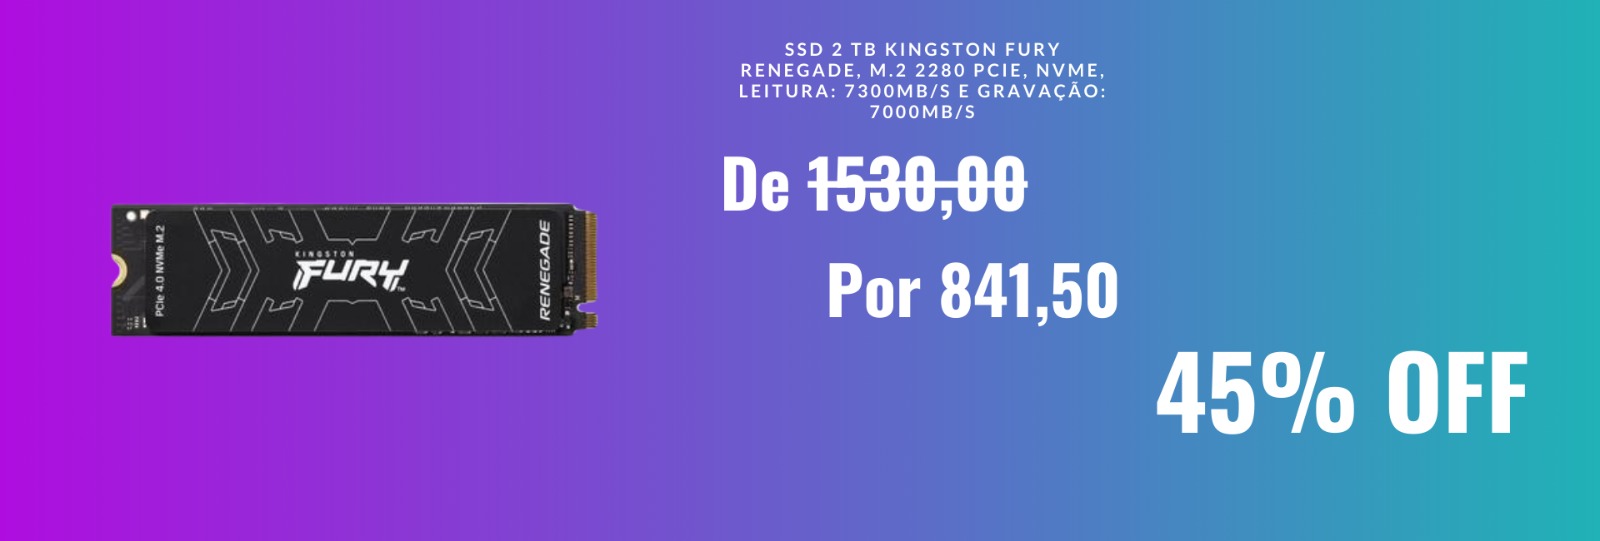 SSD 2 TB KINGSTON FURY
RENEGADE, M.2 2280 PCIE, NVME,
LEITURA: 7300MB/S E GRAVAÇÃO:
7000MB/S
De 1530,00
Por 841,50
45% OFF
PCIe 4.0 NVMe M.2
KINGSTON
FURY™
RENEGADE